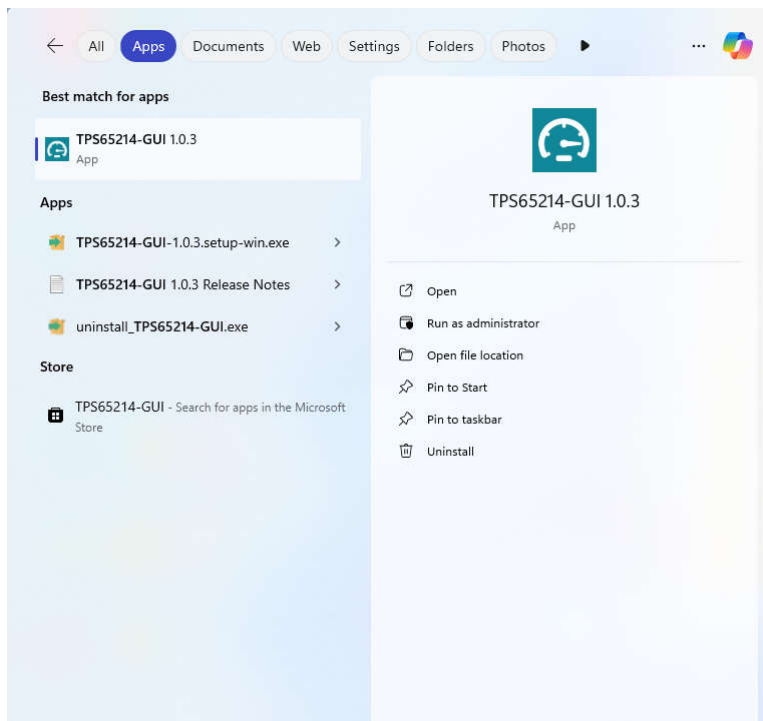 All Apps Documents Web Settings Folders Photos
Best match for apps
TPS65214-GUI 1.0.3
App
Apps
TPS65214-GUI-1.0.3.setup-win.exe
TPS65214-GUI 1.0.3 Release Notes
uninstall_TPS65214-GUI.exe
Store
TPS65214-GUI - Search for apps in the Microsoft
Store
TPS65214-GUI 1.0.3
App
Open
Run as administrator
Open file location
Pin to Start
Pin to taskbar
Uninstall